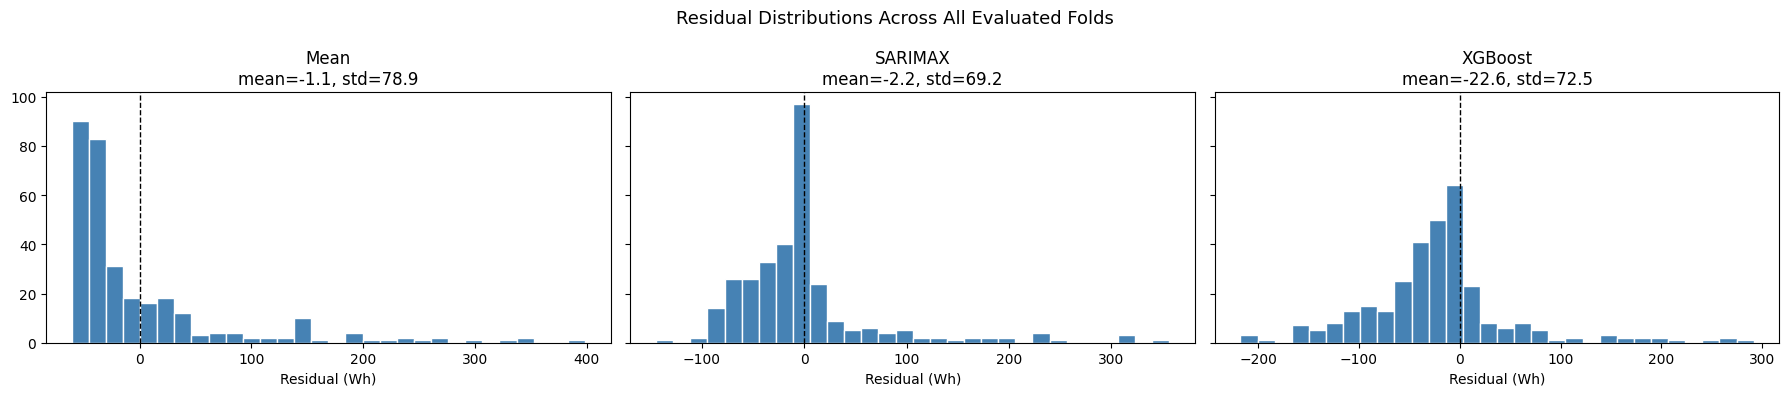 Residual Distributions Across All Evaluated Folds
Mean
mean=-1.1, std=78.9
SARIMAX
mean=-2.2, std=69.2
XGBoost
mean=-22.6, std=72.5
100
80
60
40
20
0
0 100 200 300 400
Residual (Wh)
−100 0 100 200 300
Residual (Wh)
−200 −100 0 100 200 300
Residual (Wh)